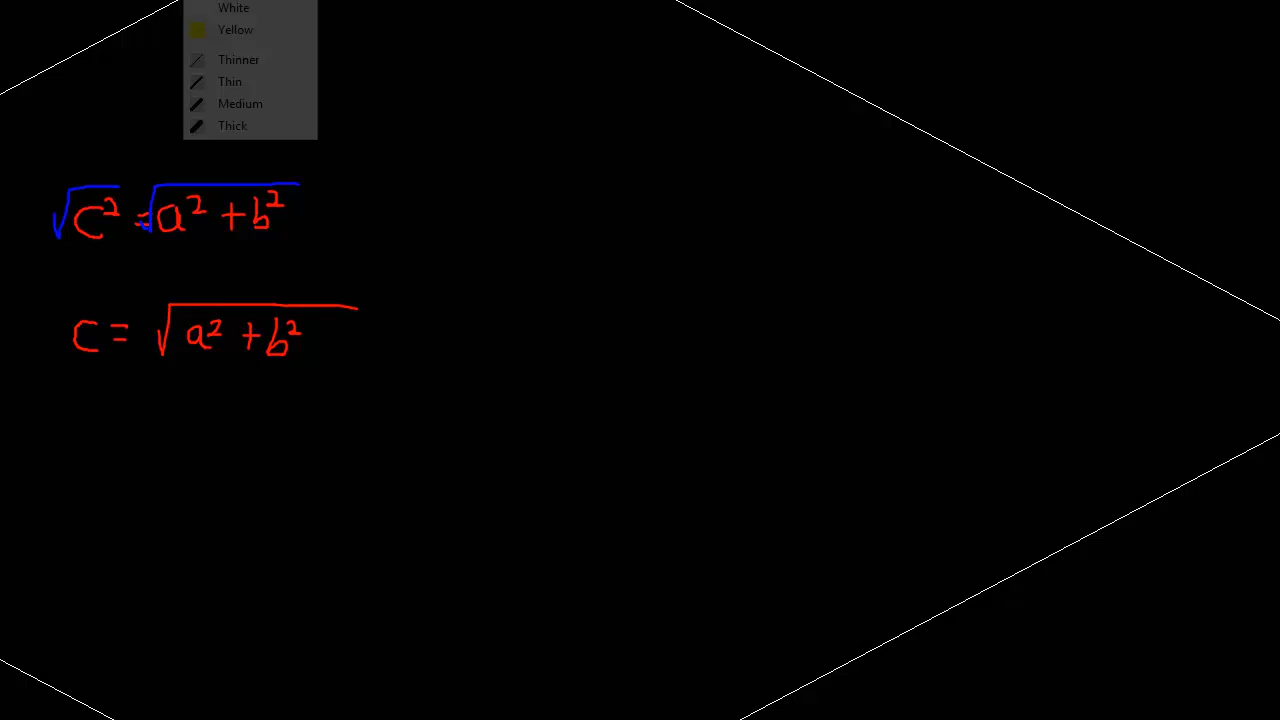 White
Yellow
Thinner
Thin
Medium
Thick
√c² = √a² + b²
c = √a² + b²